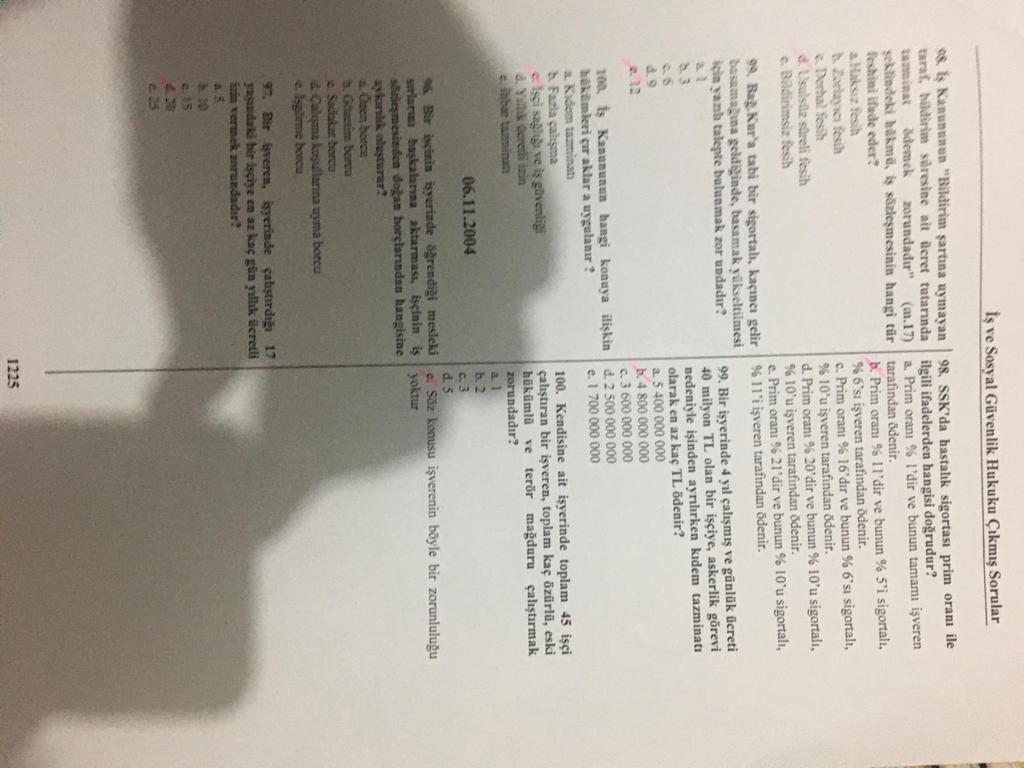 İş ve Sosyal Güvenlik Hukuku Çıkmış Sorular
98. İş Kanununun "Bildirim şartına uymayan
taraf, bildirim süresine ait ücret tutarında
tazminat ödemek zorundadır" (m.17)
şeklindeki hükmü, iş sözleşmesinin hangi tür
feshini ifade eder?
a. Haksız fesih
b. Zorlayıcı fesih
c. Derhal fesih
d. Usulsüz süreli fesih
e. Bildirimsiz fesih
99. Bağ Kur'a tabi bir sigortalı, kaçıncı gelir
basamağına geldiğinde, basamak yükseltilmesi
için yazılı talepte bulunmak zor undadır?
a. 1
b. 3
c. 6
d. 9
e. 12
100. İş Kanununun hangi konuya ilişkin
hükümleri çır aklar a uygulanır ?
a. Kıdem tazminatı
b. Fazla çalışma
c. İşçi sağlığı ve iş güvenliği
d. Yıllık ücretli izin
e. İhbar tazminatı
06.11.2004
96. Bir işçinin işyerinde öğrendiği mesleki
sırlarını başkalarına aktarması, işçinin iş
sözleşmesinden doğan borçlarından hangisine
aykırılık oluşturur?
a. Özen borcu
b. Gözetim borcu
c. Sadakat borcu
d. Çalışma koşullarına uyma borcu
e. İşgörme borcu
97. Bir işveren, işyerinde çalıştırdığı 17
yaşındaki bir işçiye en az kaç gün yıllık ücretli
izin vermek zorundadır?
a. 5
b. 10
c. 15
d. 20
e. 25
98. SSK'da hastalık sigortası prim oranı ile
ilgili ifadelerden hangisi doğrudur?
a. Prim oranı % 1'dir ve bunun tamamı işveren
tarafından ödenir.
b. Prim oranı % 11'dir ve bunun % 5'i sigortalı,
% 6'sı işveren tarafından ödenir.
c. Prim oranı % 16'dır ve bunun % 6'sı sigortalı,
% 10'u işveren tarafından ödenir.
d. Prim oranı % 20'dir ve bunun % 10'u sigortalı,
% 10'u işveren tarafından ödenir.
e. Prim oranı % 21'dir ve bunun % 10'u sigortalı,
% 11'i işveren tarafından ödenir.
99. Bir işyerinde 4 yıl çalışmış ve günlük ücreti
40 milyon TL olan bir işçiye, askerlik görevi
nedeniyle işinden ayrılırken kıdem tazminatı
olarak en az kaç TL ödenir?
a. 5 400 000 000
b. 4 800 000 000
c. 3 600 000 000
d. 2 500 000 000
e. 1 700 000 000
100. Kendisine ait işyerinde toplam 45 işçi
çalıştıran bir işveren, toplam kaç özürlü, eski
hükümlü ve terör mağduru çalıştırmak
zorundadır?
a. 1
b. 2
c. 3
d. 5
e. Söz konusu işverenin böyle bir zorunluluğu
yoktur
1225